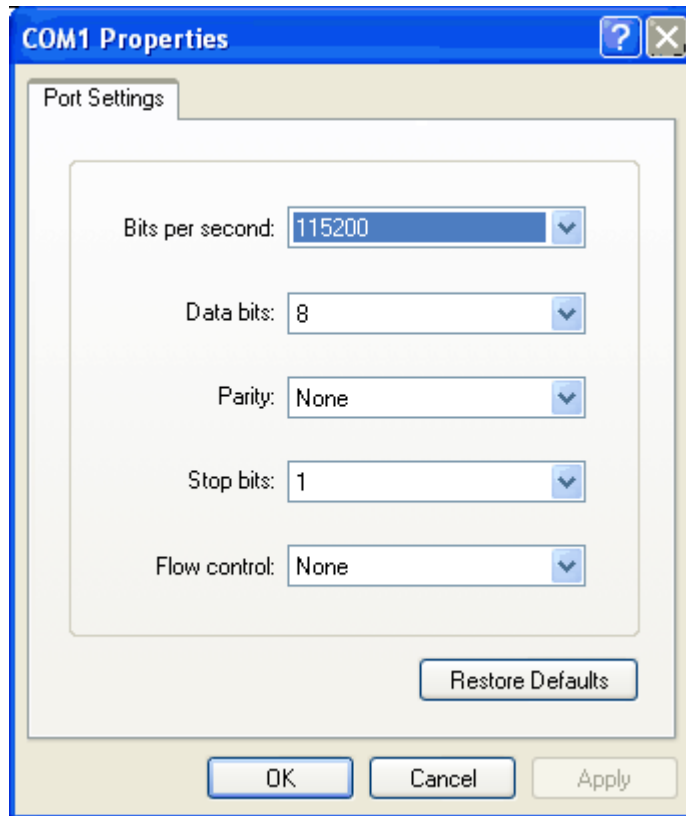 COM1 Properties
Port Settings
Bits per second: 115200
Data bits: 8
Parity: None
Stop bits: 1
Flow control: None
Restore Defaults
OK Cancel Apply